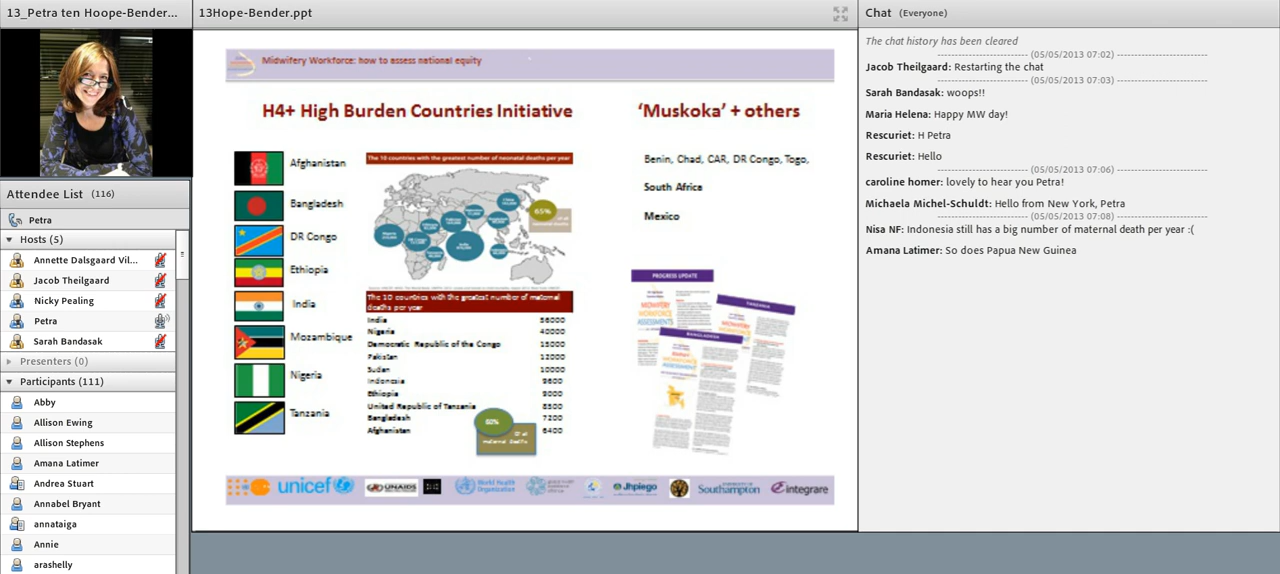 13_Petra ten Hoope-Bender...
13Hope-Bender.ppt
Chat (Everyone)
Attendee List (116)
Petra
Hosts (5)
Annette Dalsgaard Vil...
Jacob Theilgaard
Nicky Pealing
Petra
Sarah Bandasak
Presenters (0)
Participants (111)
Abby
Allison Ewing
Allison Stephens
Amana Latimer
Andrea Stuart
Annabel Bryant
annataiga
Annie
arashelly
Midwifery Workforce: how to assess national equity
H4+ High Burden Countries Initiative
'Muskoka' + others
Afghanistan
Bangladesh
DR Congo
Ethiopia
India
Mozambique
Nigeria
Tanzania
The 10 countries with the greatest number of neonatal deaths per year
65%
The 10 countries with the greatest number of maternal
deaths per year
India 56000
Nigeria 40000
Democratic Republic of the Congo 15000
Pakistan 12000
Sudan 10000
Indonesia 9600
Ethiopia 9000
United Republic of Tanzania 8500
Bangladesh 7200
Afghanistan 6400
60%
Of all
maternal deaths
Benin, Chad, CAR, DR Congo, Togo,
South Africa
Mexico
PROGRESS UPDATE
MIDWIFERY
WORKFORCE
ASSESSMENTS
TANZANIA
BANGLADESH
unicef
UNAIDS
World Health
Organization
Jhpiego
Southampton
integrare
The chat history has been cleared
(05/05/2013 07:02)
Jacob Theilgaard: Restarting the chat
(05/05/2013 07:03)
Sarah Bandasak: woops!!
Maria Helena: Happy MW day!
Rescuriet: H Petra
Rescuriet: Hello
(05/05/2013 07:06)
caroline homer: lovely to hear you Petra!
Michaela Michel-Schuldt: Hello from New York, Petra
(05/05/2013 07:08)
Nisa NF: Indonesia still has a big number of maternal death per year :(
Amana Latimer: So does Papua New Guinea